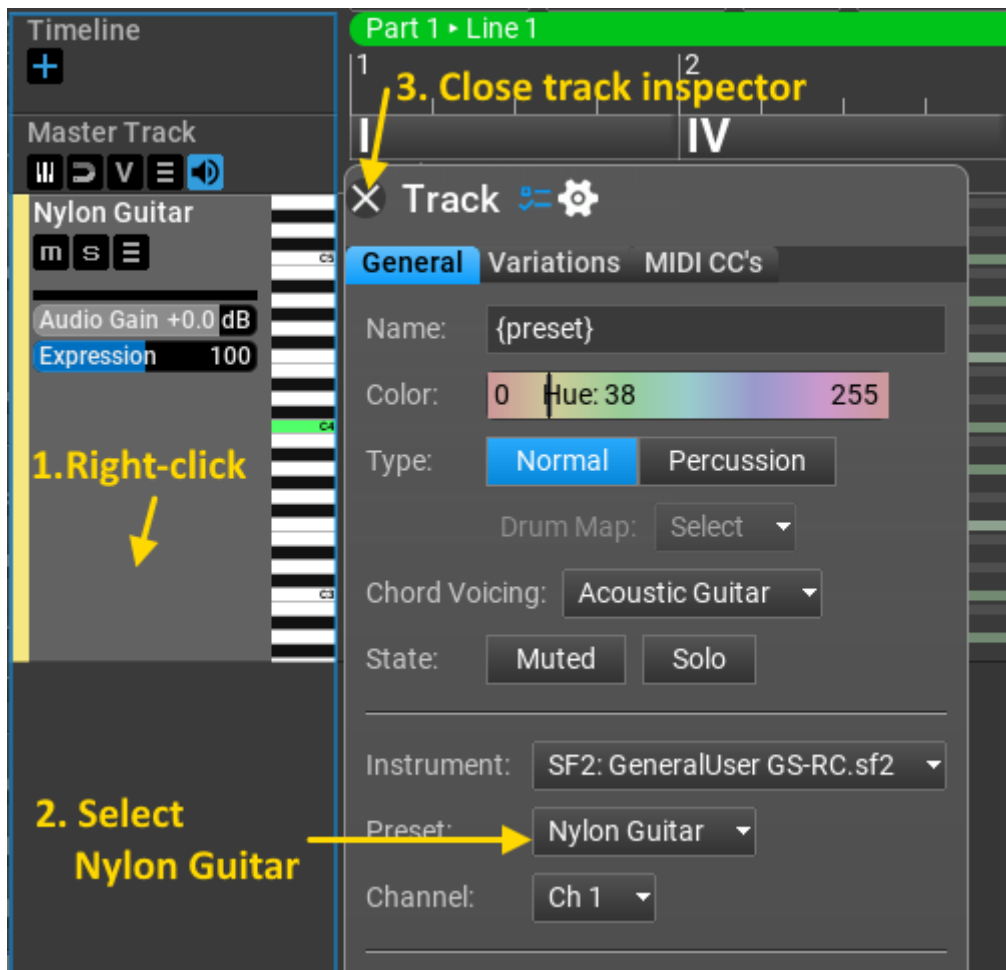 Timeline
Part 1 ▸ Line 1
1
2
3. Close track inspector
Master Track
I
IV
V
Track
Nylon Guitar
m s
C5
General Variations MIDI CC's
Audio Gain +0.0 dB
Name: {preset}
Expression 100
Color: 0 Hue: 38 255
C4
1.Right-click
Type: Normal Percussion
Drum Map: Select
Chord Voicing: Acoustic Guitar
C3
State: Muted Solo
Instrument: SF2: GeneralUser GS-RC.sf2
2. Select
Nylon Guitar
Preset: Nylon Guitar
Channel: Ch 1